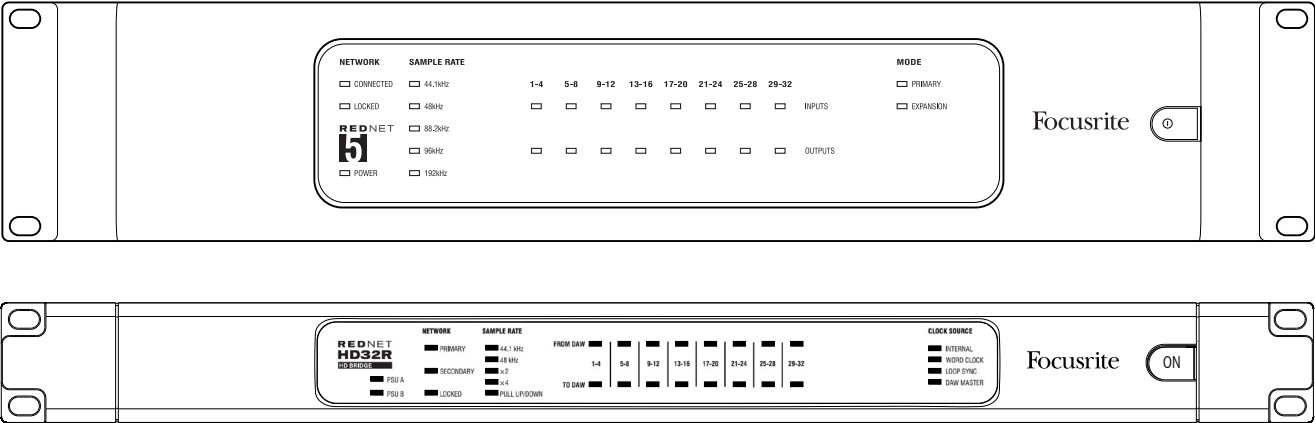 NETWORK SAMPLE RATE MODE
CONNECTED 44.1kHz 1-4 5-8 9-12 13-16 17-20 21-24 25-28 29-32 PRIMARY
LOCKED 48kHz INPUTS EXPANSION
REDNET 88.2kHz Focusrite
5 96kHz OUTPUTS
POWER 192kHz
NETWORK SAMPLE RATE CLOCK SOURCE
REDNET PRIMARY 44.1 kHz FROM DAW INTERNAL
HD32R 48 kHz 1-4 5-8 9-12 13-16 17-20 21-24 25-28 29-32 WORD CLOCK Focusrite ON
HD BRIDGE SECONDARY ×2 LOOP SYNC
PSU A ×4 TO DAW DAW MASTER
PSU B LOCKED PULL UP/DOWN